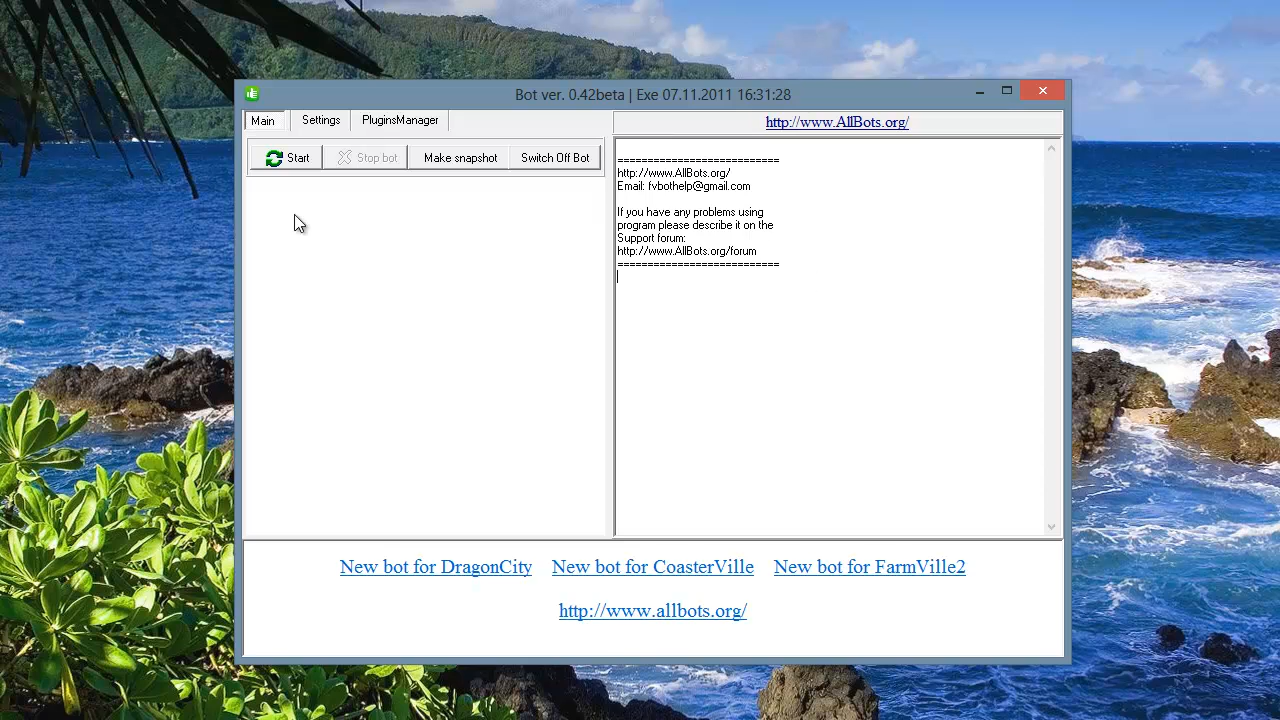 Bot ver. 0.42beta | Exe 07.11.2011 16:31:28
Main Settings PluginsManager
http://www.AllBots.org/
Start Stop bot Make snapshot Switch Off Bot
===========================
http://www.AllBots.org/
Email: fvbothelp@gmail.com
If you have any problems using
program please describe it on the
Support forum:
http://www.AllBots.org/forum
===========================
New bot for DragonCity New bot for CoasterVille New bot for FarmVille2
http://www.allbots.org/